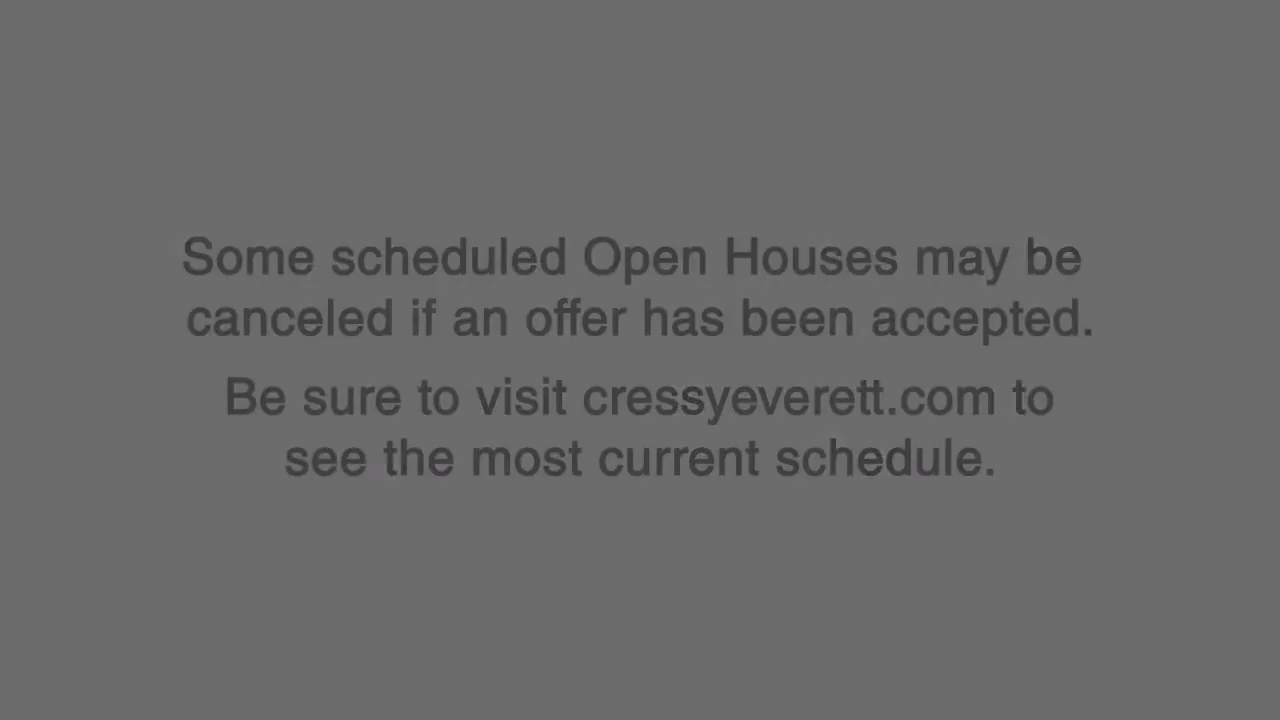 Some scheduled Open Houses may be
canceled if an offer has been accepted.
Be sure to visit cressyeverett.com to
see the most current schedule.